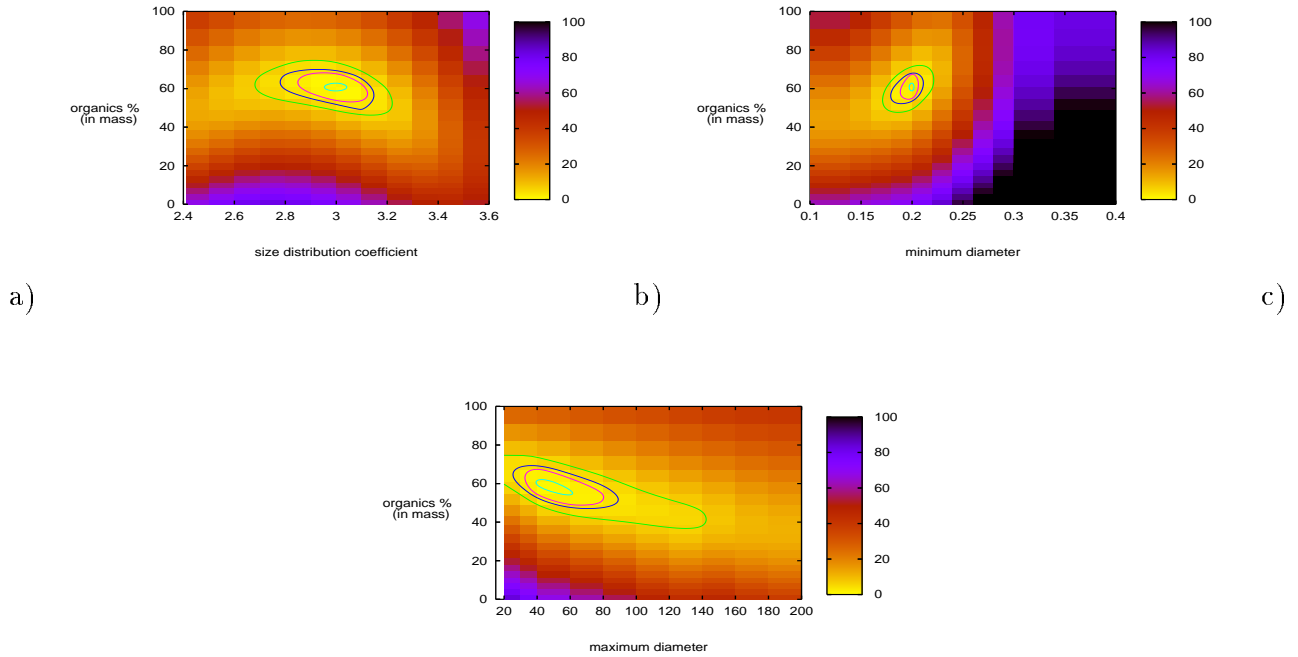 100
80
60
40
20
0
organics %
(in mass)
2.4 2.6 2.8 3 3.2 3.4 3.6
size distribution coefficient
100
80
60
40
20
0
a)
100
80
60
40
20
0
organics %
(in mass)
0.1 0.15 0.2 0.25 0.3 0.35 0.4
minimum diameter
100
80
60
40
20
0
b)
c)
100
80
60
40
20
0
organics %
(in mass)
20 40 60 80 100 120 140 160 180 200
maximum diameter
100
80
60
40
20
0